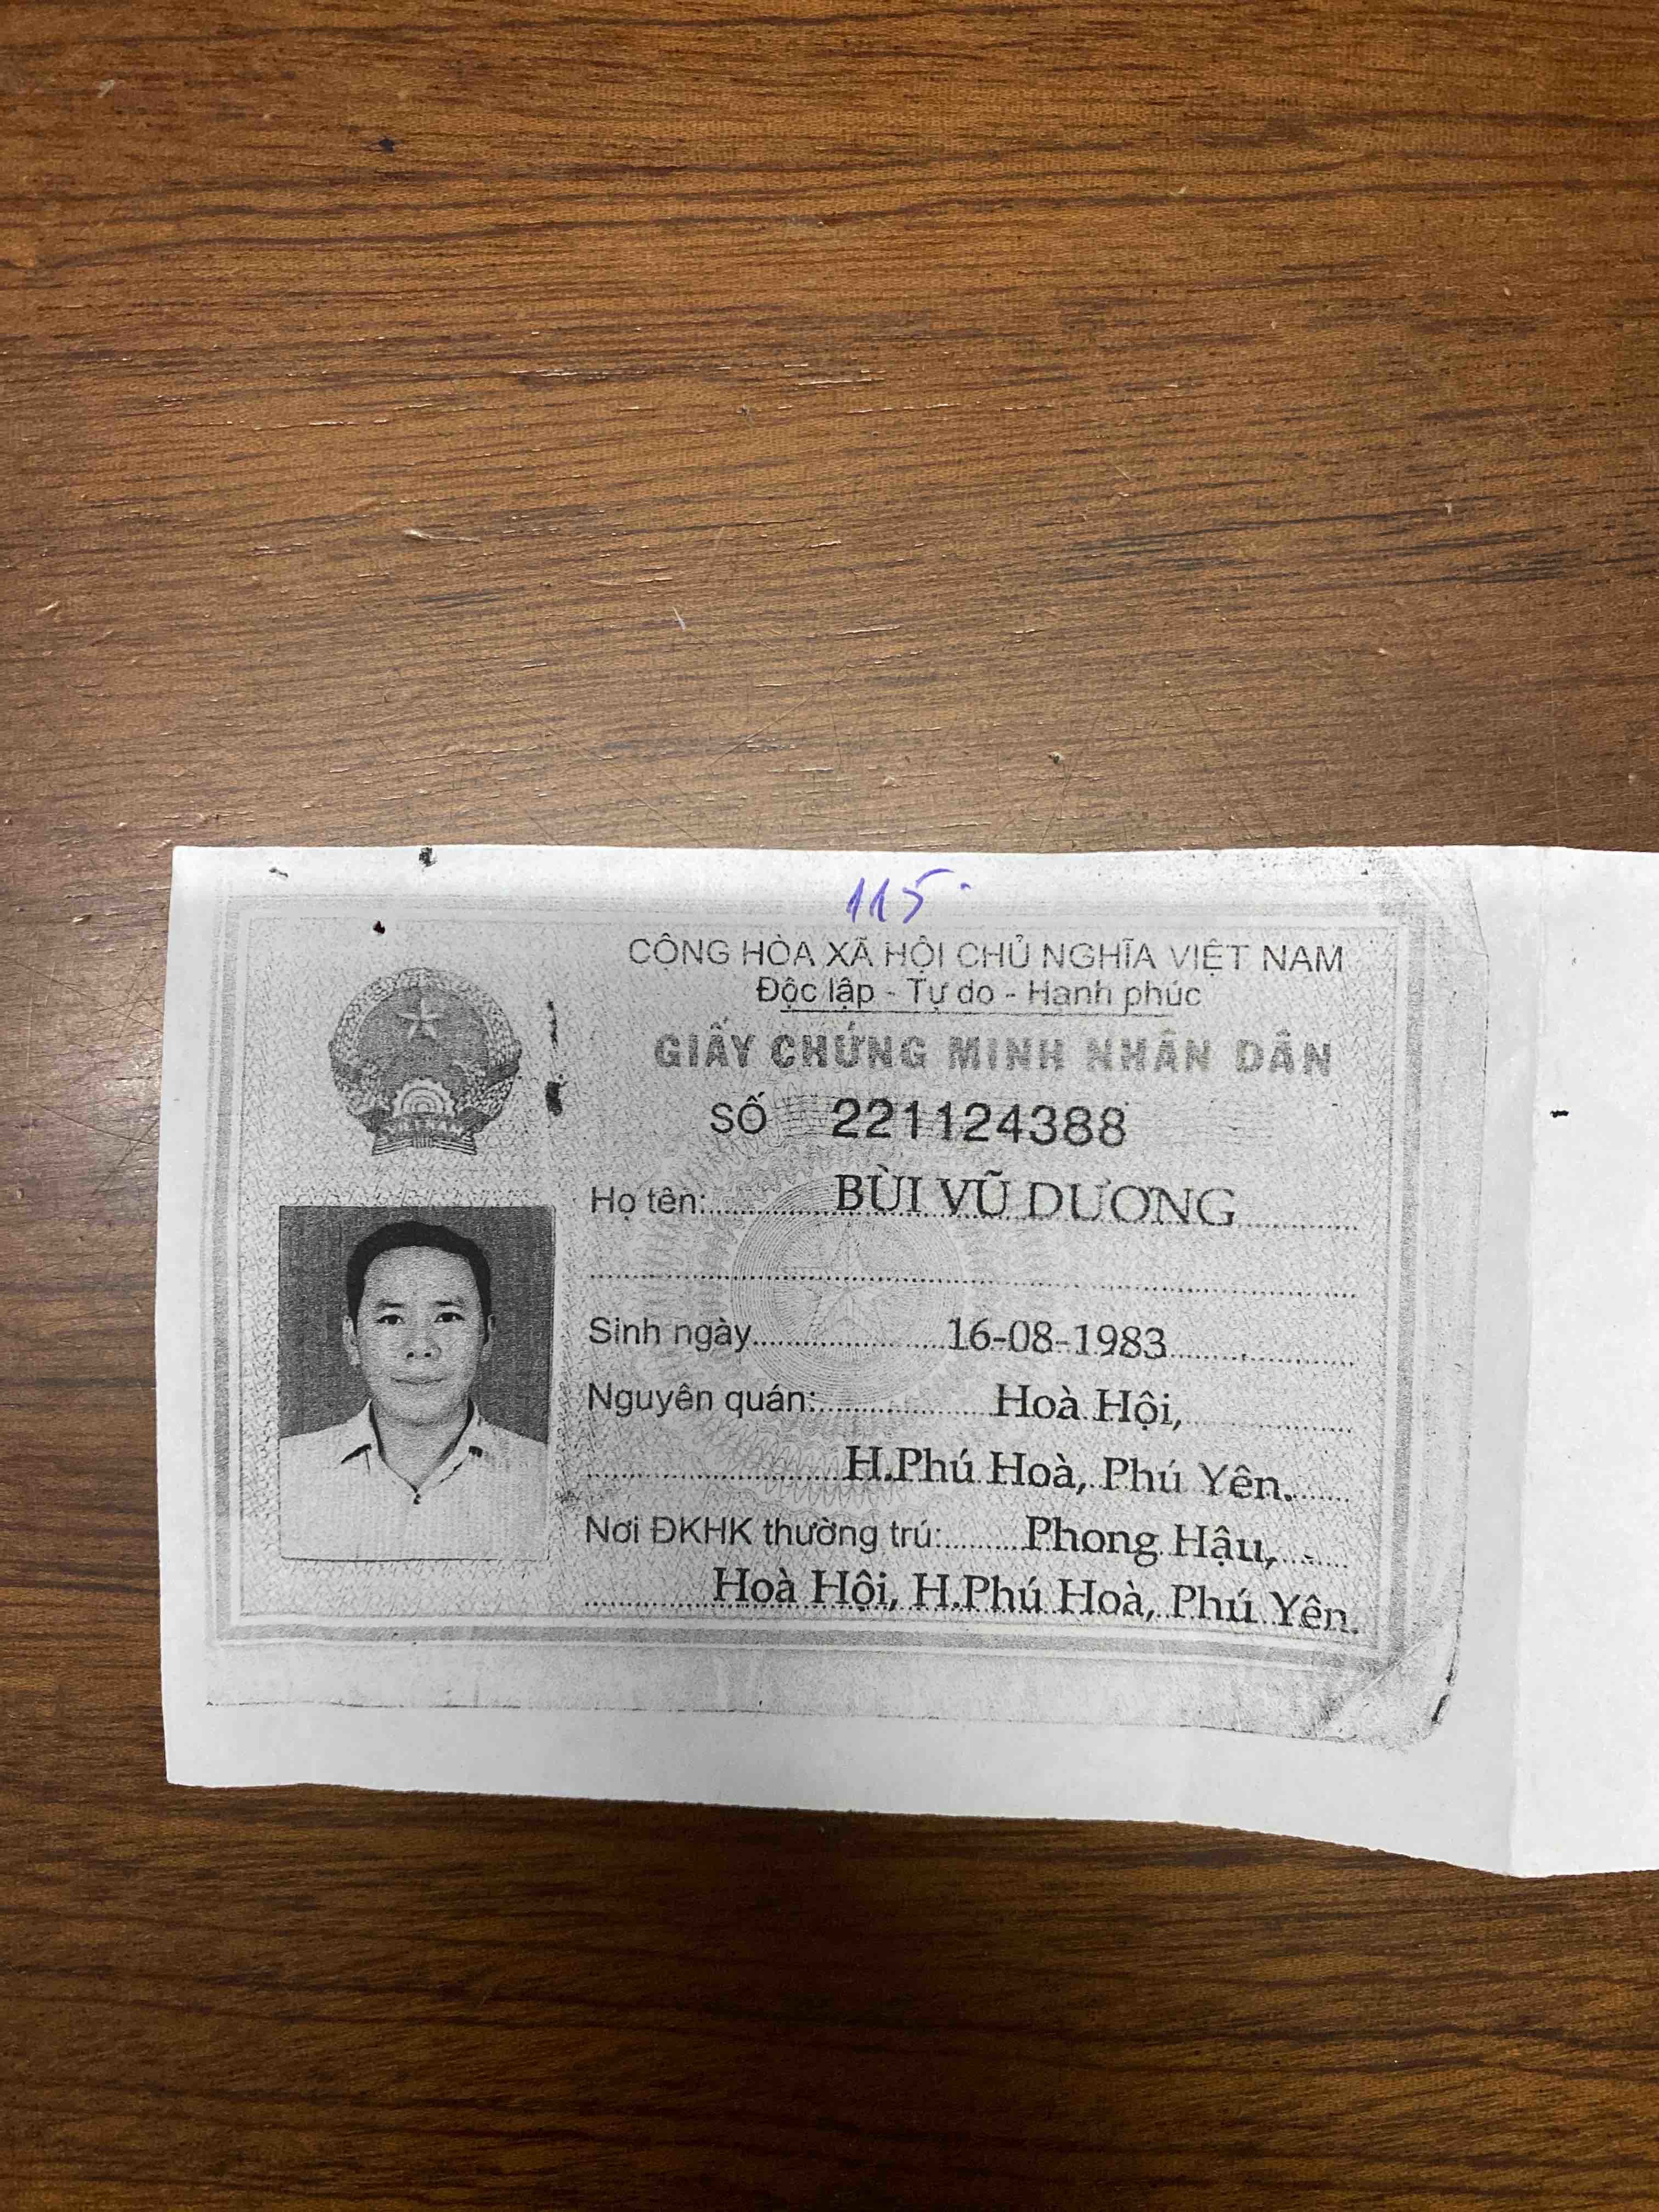 115.
CỘNG HÒA XÃ HỘI CHỦ NGHĨA VIỆT NAM
Độc lập - Tự do - Hạnh phúc
GIẤY CHỨNG MINH NHÂN DÂN
SỐ 221124388
VIỆT NAM
Họ tên: BÙI VŨ DƯƠNG
Sinh ngày 16-08-1983
Nguyên quán: Hoà Hội,
H.Phú Hoà, Phú Yên.
Nơi ĐKHK thường trú: Phong Hậu,
Hoà Hội, H.Phú Hoà, Phú Yên.